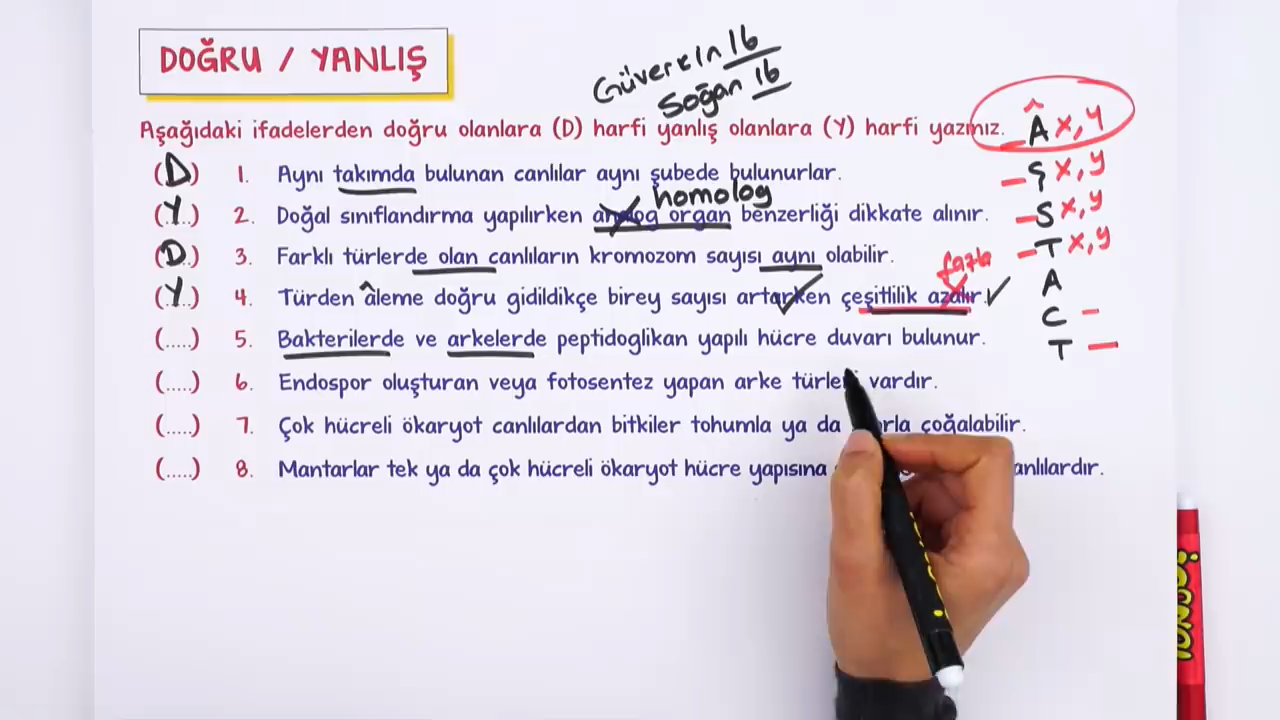 DOĞRU / YANLIŞ
Güvercin 16
Soğan 16
Aşağıdaki ifadelerden doğru olanlara (D) harfi yanlış olanlara (Y) harfi yazınız.
(D) 1. Aynı takımda bulunan canlılar aynı şubede bulunurlar.
homolog
(Y) 2. Doğal sınıflandırma yapılırken analog organ benzerliği dikkate alınır.
(D) 3. Farklı türlerde olan canlıların kromozom sayısı aynı olabilir.
fazla
(Y) 4. Türden âleme doğru gidildikçe birey sayısı artarken çeşitlilik azalır.
(.....) 5. Bakterilerde ve arkelerde peptidoglikan yapılı hücre duvarı bulunur.
(.....) 6. Endospor oluşturan veya fotosentez yapan arke türleri vardır.
(.....) 7. Çok hücreli ökaryot canlılardan bitkiler tohumla ya da çoğalabilir.
(.....) 8. Mantarlar tek ya da çok hücreli ökaryot hücre yapısına
Â x, y
Ş x, y
S x, y
T x, y
A
C -
T -